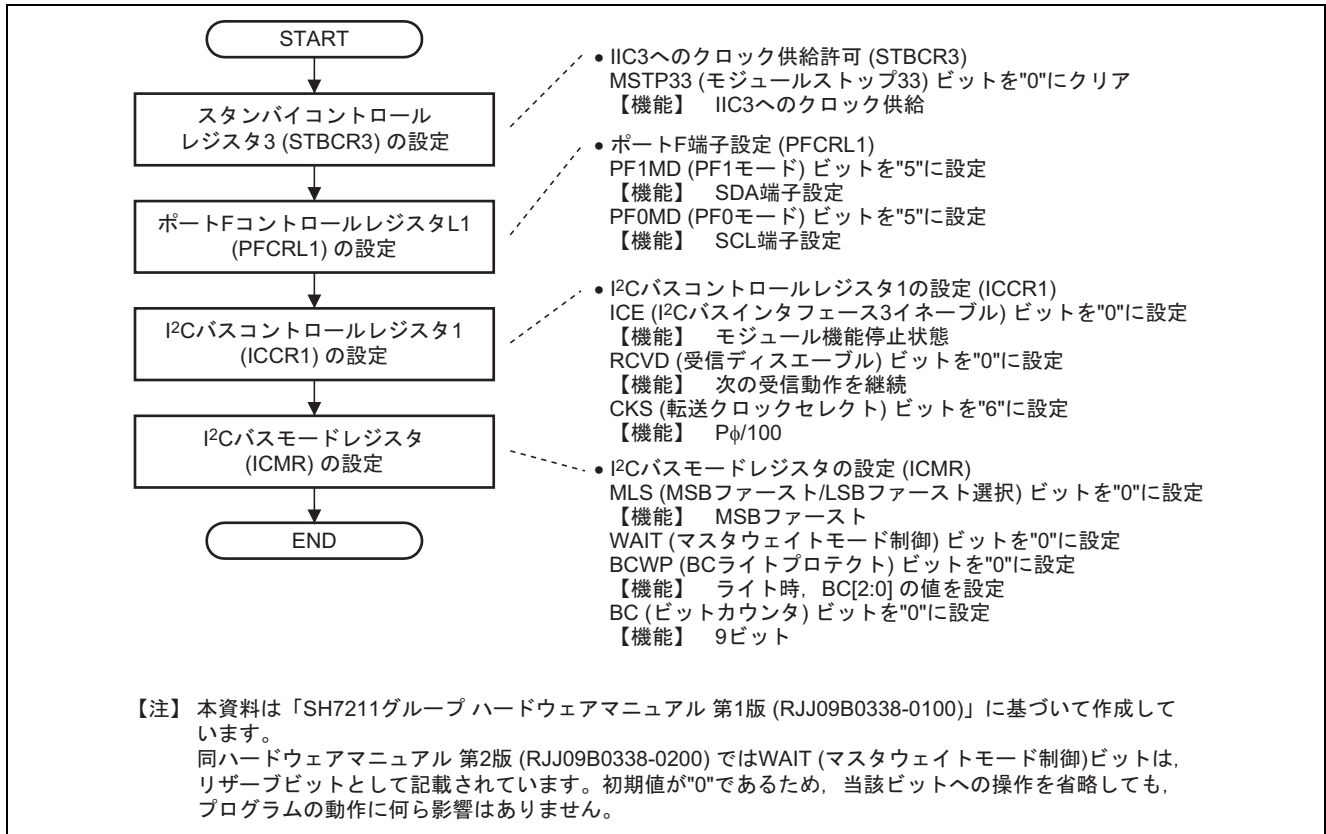 START
スタンバイコントロール
レジスタ3 (STBCR3) の設定
ポートFコントロールレジスタL1
(PFCRL1) の設定
I²Cバスコントロールレジスタ1
(ICCR1) の設定
I²Cバスモードレジスタ
(ICMR) の設定
END
● IIC3へのクロック供給許可 (STBCR3)
MSTP33 (モジュールストップ33) ビットを"0"にクリア
【機能】 IIC3へのクロック供給
● ポートF端子設定 (PFCRL1)
PF1MD (PF1モード) ビットを"5"に設定
【機能】 SDA端子設定
PF0MD (PF0モード) ビットを"5"に設定
【機能】 SCL端子設定
● I²Cバスコントロールレジスタ1の設定 (ICCR1)
ICE (I²Cバスインタフェース3イネーブル) ビットを"0"に設定
【機能】 モジュール機能停止状態
RCVD (受信ディスエーブル) ビットを"0"に設定
【機能】 次の受信動作を継続
CKS (転送クロックセレクト) ビットを"6"に設定
【機能】 Pφ/100
● I²Cバスモードレジスタの設定 (ICMR)
MLS (MSBファースト/LSBファースト選択) ビットを"0"に設定
【機能】 MSBファースト
WAIT (マスタウェイトモード制御) ビットを"0"に設定
BCWP (BCライトプロテクト) ビットを"0"に設定
【機能】 ライト時，BC[2:0] の値を設定
BC (ビットカウンタ) ビットを"0"に設定
【機能】 9ビット
【注】 本資料は「SH7211グループ ハードウェアマニュアル 第1版 (RJJ09B0338-0100)」に基づいて作成して
います。
同ハードウェアマニュアル 第2版 (RJJ09B0338-0200) ではWAIT (マスタウェイトモード制御)ビットは，
リザーブビットとして記載されています。初期値が"0"であるため，当該ビットへの操作を省略しても，
プログラムの動作に何ら影響はありません。